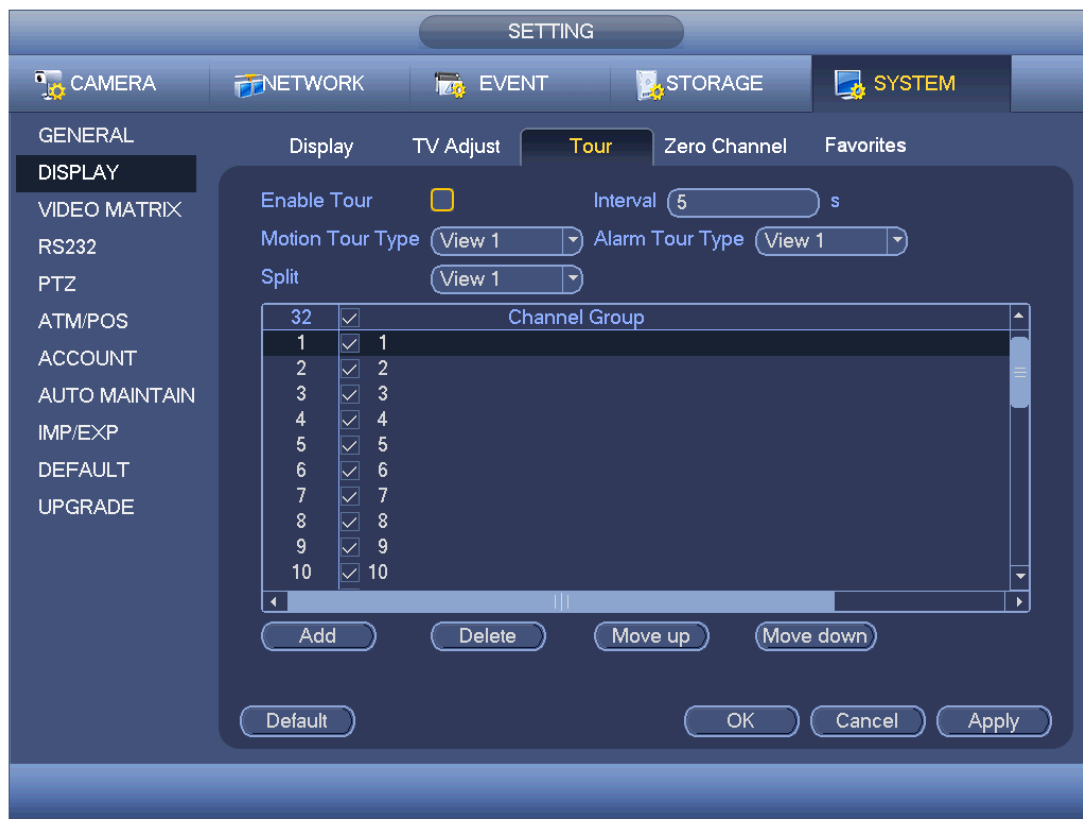 SETTING
CAMERA NETWORK EVENT STORAGE SYSTEM
GENERAL
DISPLAY
VIDEO MATRIX
RS232
PTZ
ATM/POS
ACCOUNT
AUTO MAINTAIN
IMP/EXP
DEFAULT
UPGRADE
Display TV Adjust Tour Zero Channel Favorites
Enable Tour Interval 5 s
Motion Tour Type View 1 Alarm Tour Type View 1
Split View 1
32 Channel Group
1 1
2 2
3 3
4 4
5 5
6 6
7 7
8 8
9 9
10 10
Add Delete Move up Move down
Default OK Cancel Apply